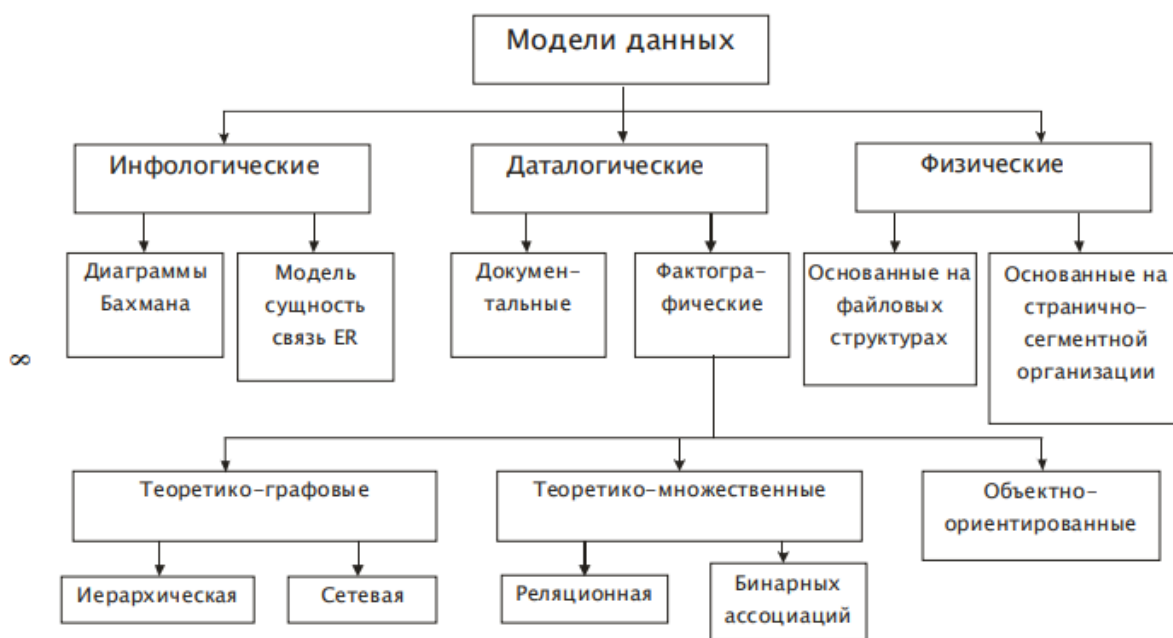 Модели данных
Инфологические
Даталогические
Физические
Диаграммы
Бахмана
Модель
сущность
связь ER
Докумен-
тальные
Фактогра-
фические
Основанные на
файловых
структурах
Основанные на
странично-
сегментной
организации
8
Теоретико-графовые
Теоретико-множественные
Объектно-
ориентированные
Иерархическая
Сетевая
Реляционная
Бинарных
ассоциаций